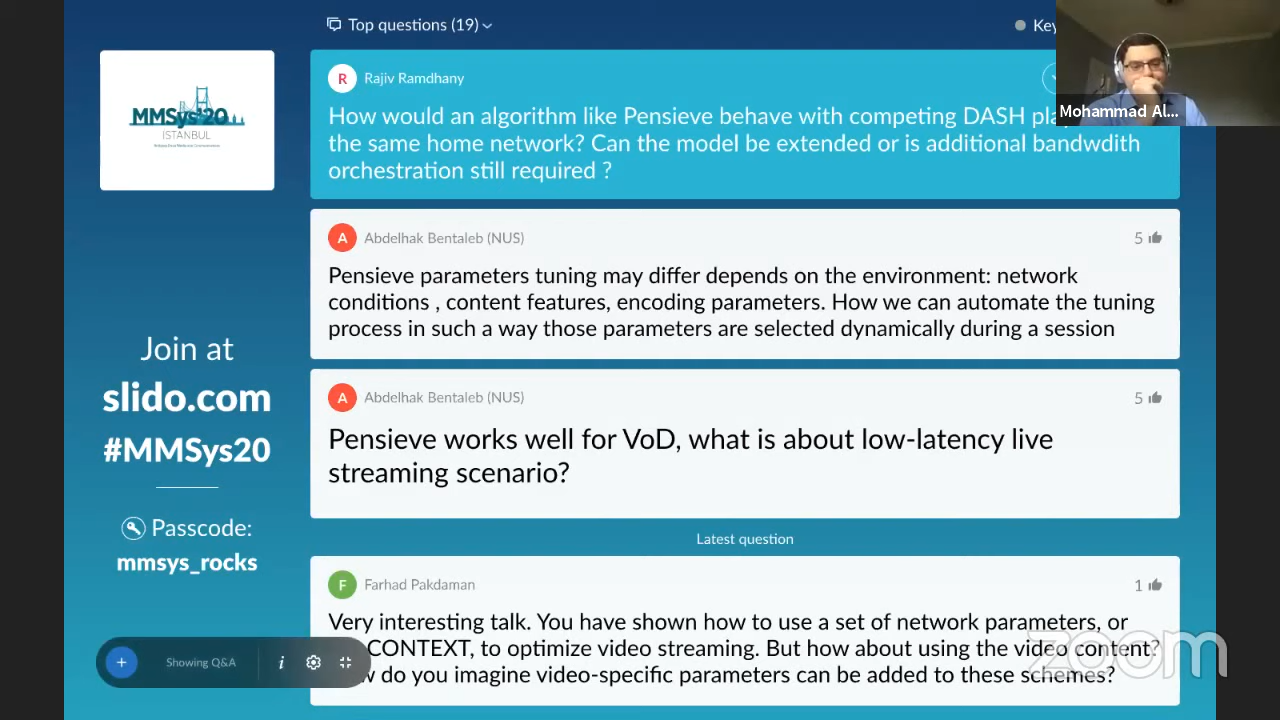 Top questions (19)
Key
MMSys'20
İSTANBUL
R
Rajiv Ramdhany
How would an algorithm like Pensieve behave with competing DASH
the same home network? Can the model be extended or is additional bandwdith
orchestration still required ?
Mohammad Al...
A
Abdelhak Bentaleb (NUS)
5
Pensieve parameters tuning may differ depends on the environment: network
conditions , content features, encoding parameters. How we can automate the tuning
process in such a way those parameters are selected dynamically during a session
A
Abdelhak Bentaleb (NUS)
5
Pensieve works well for VoD, what is about low-latency live
streaming scenario?
Join at
slido.com
#MMSys20
Passcode:
mmsys_rocks
Latest question
F
Farhad Pakdaman
1
Very interesting talk. You have shown how to use a set of network parameters, or
CONTEXT, to optimize video streaming. But how about using the video content?
do you imagine video-specific parameters can be added to these schemes?
Showing Q&A
zoom